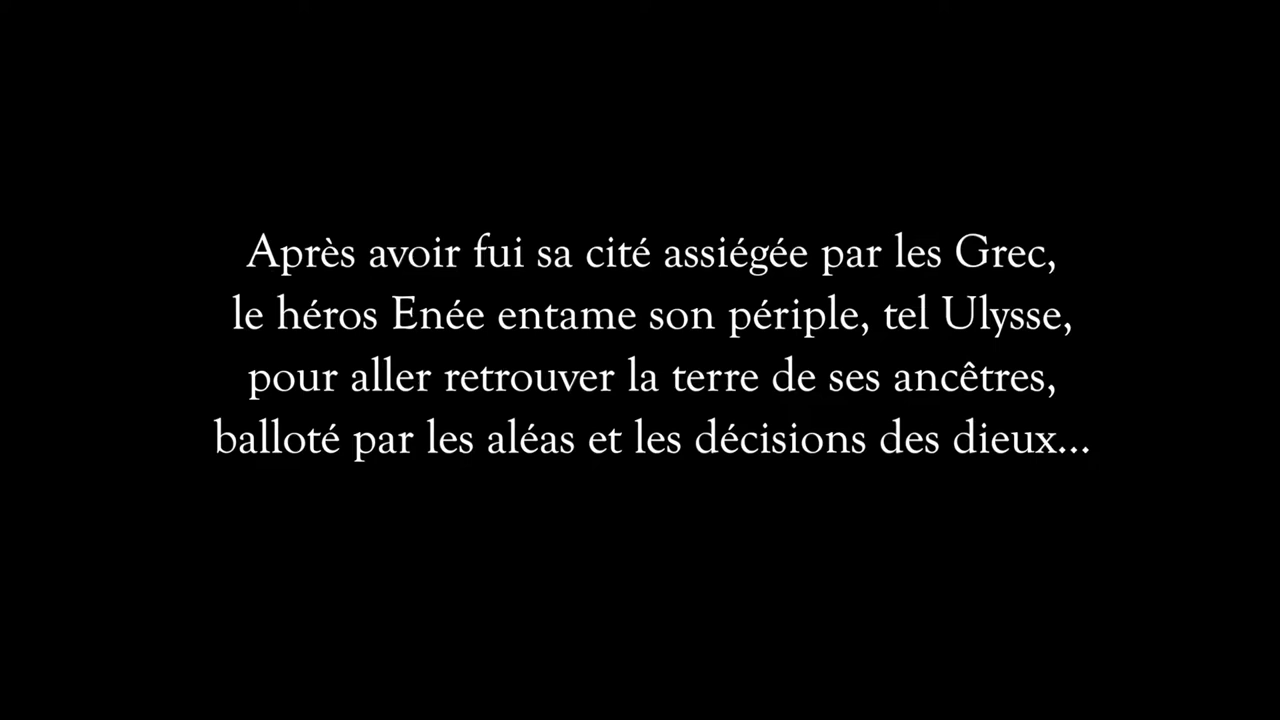 Après avoir fui sa cité assiégée par les Grec,
le héros Enée entame son périple, tel Ulysse,
pour aller retrouver la terre de ses ancêtres,
balloté par les aléas et les décisions des dieux...